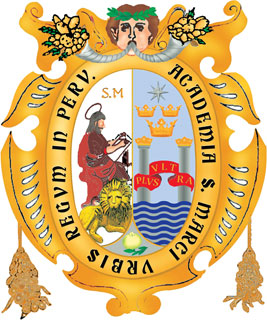 ACADEMIA S. MARCI VRBIS REGVM IN PERV.
S.M
PLVS VLTRA